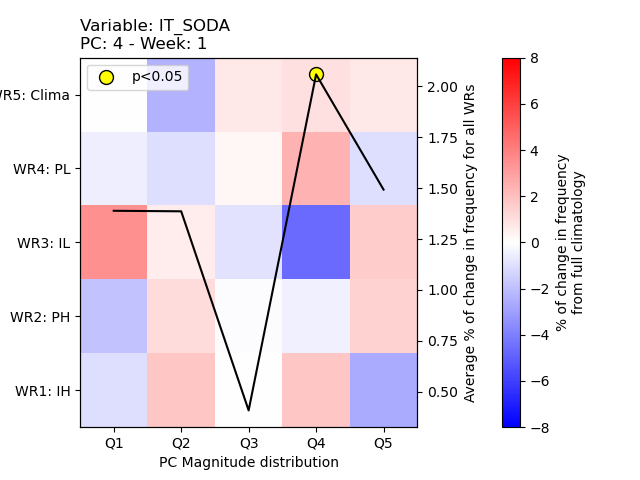 Variable: IT_SODA
PC: 4 - Week: 1
p<0.05
WR5: Clima
WR4: PL
WR3: IL
WR2: PH
WR1: IH
Q1 Q2 Q3 Q4 Q5
PC Magnitude distribution
2.00
1.75
1.50
1.25
1.00
0.75
0.50
Average % of change in frequency for all WRs
8
6
4
2
0
−2
−4
−6
−8
% of change in frequency
from full climatology